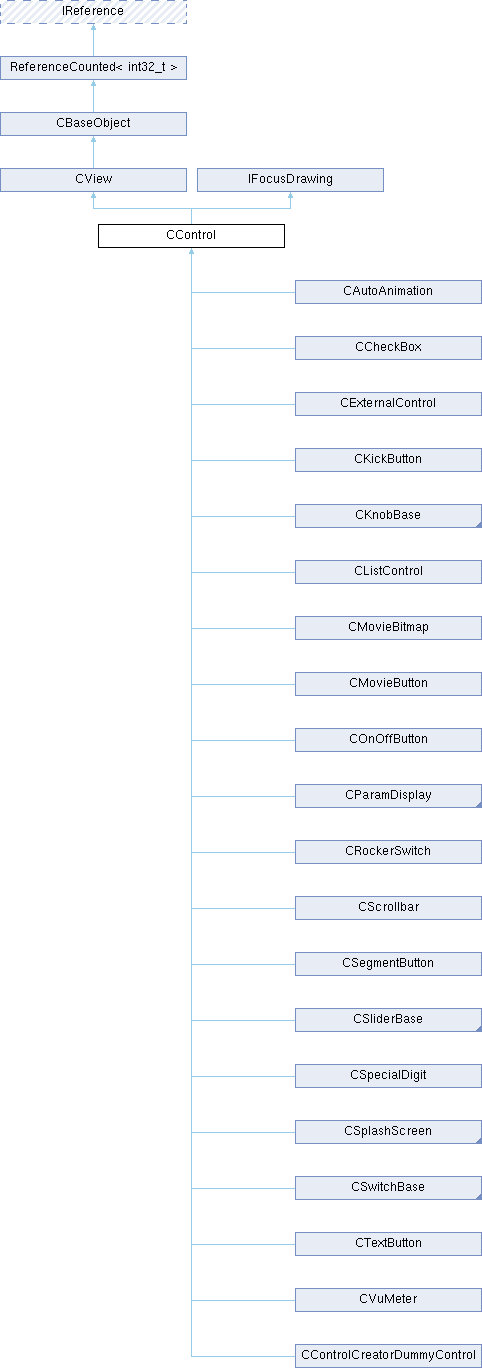 IReference
ReferenceCounted< int32_t >
CBaseObject
CView
IFocusDrawing
CControl
CAutoAnimation
CCheckBox
CExternalControl
CKickButton
CKnobBase
CListControl
CMovieBitmap
CMovieButton
COnOffButton
CParamDisplay
CRockerSwitch
CScrollbar
CSegmentButton
CSliderBase
CSpecialDigit
CSplashScreen
CSwitchBase
CTextButton
CVuMeter
CControlCreatorDummyControl